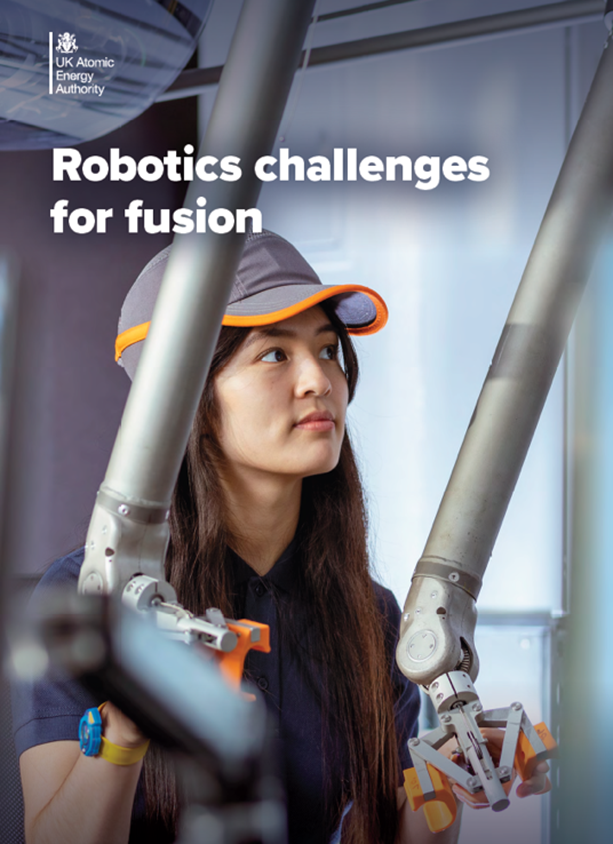 UK Atomic
Energy
Authority
Robotics challenges
for fusion